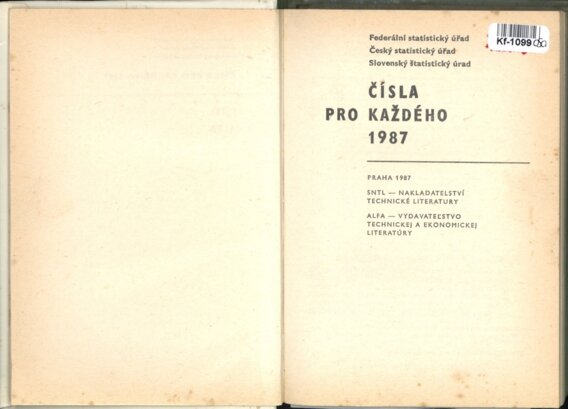 Federální statistický úřad
Český statistický úřad
Slovenský štatistický úrad
Kf-1099
ČÍSLA
PRO KAŽDÉHO
1987
PRAHA 1987
SNTL — NAKLADATELSTVÍ
TECHNICKÉ LITERATURY
ALFA — VYDAVATEĽSTVO
TECHNICKEJ A EKONOMICKEJ
LITERATÚRY